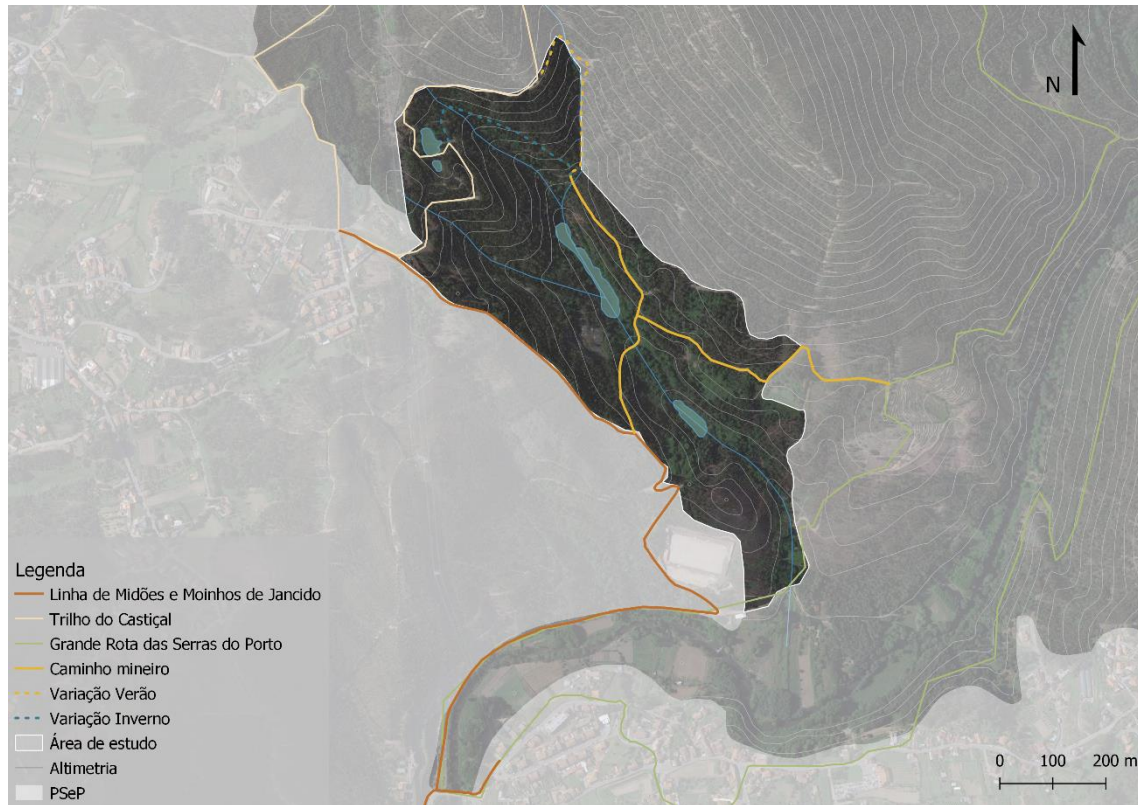 N
Legenda
Linha de Midões e Moinhos de Jancido
Trilho do Castiçal
Grande Rota das Serras do Porto
Caminho mineiro
Variação Verão
Variação Inverno
Área de estudo
Altimetria
PSeP
0 100 200 m